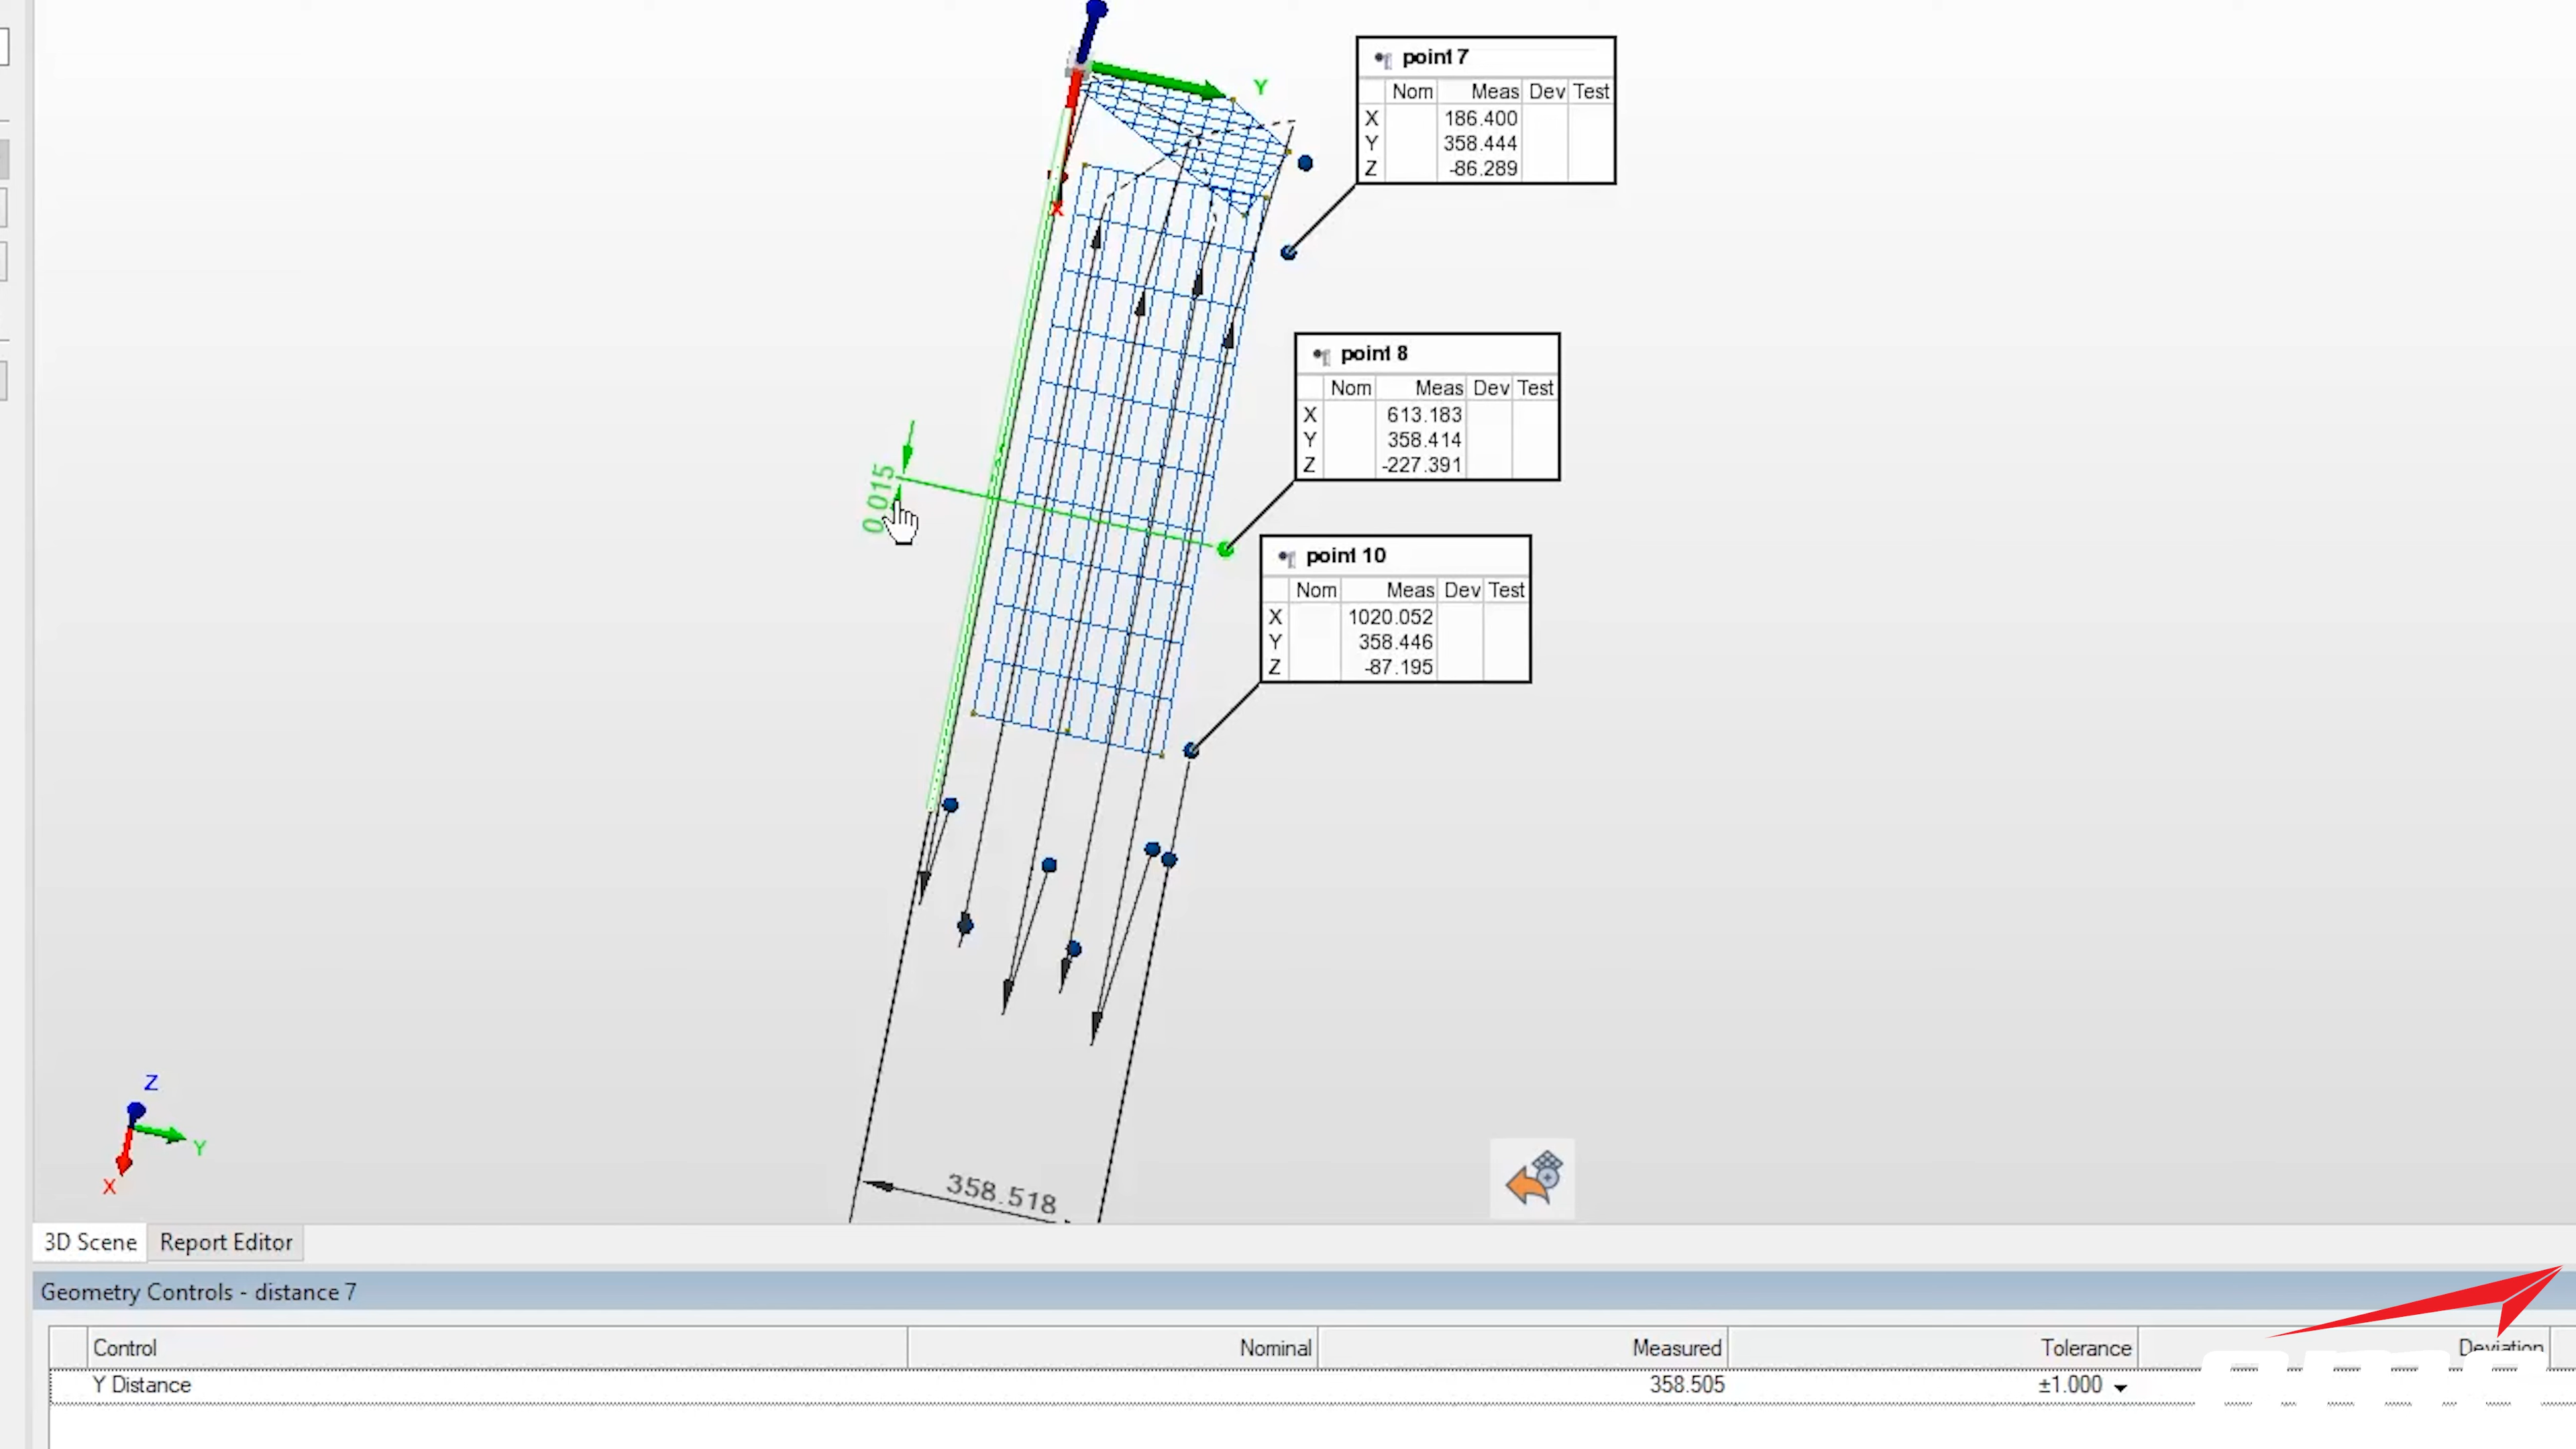 Y
X
point 7
Nom Meas Dev Test
X 186.400
Y 358.444
Z -86.289
point 8
Nom Meas Dev Test
X 613.183
Y 358.414
Z -227.391
0.015
point 10
Nom Meas Dev Test
X 1020.052
Y 358.446
Z -87.195
Z
Y
X
358.518
3D Scene Report Editor
Geometry Controls - distance 7
Control Nominal Measured Tolerance Deviation
Y Distance 358.505 ±1.000